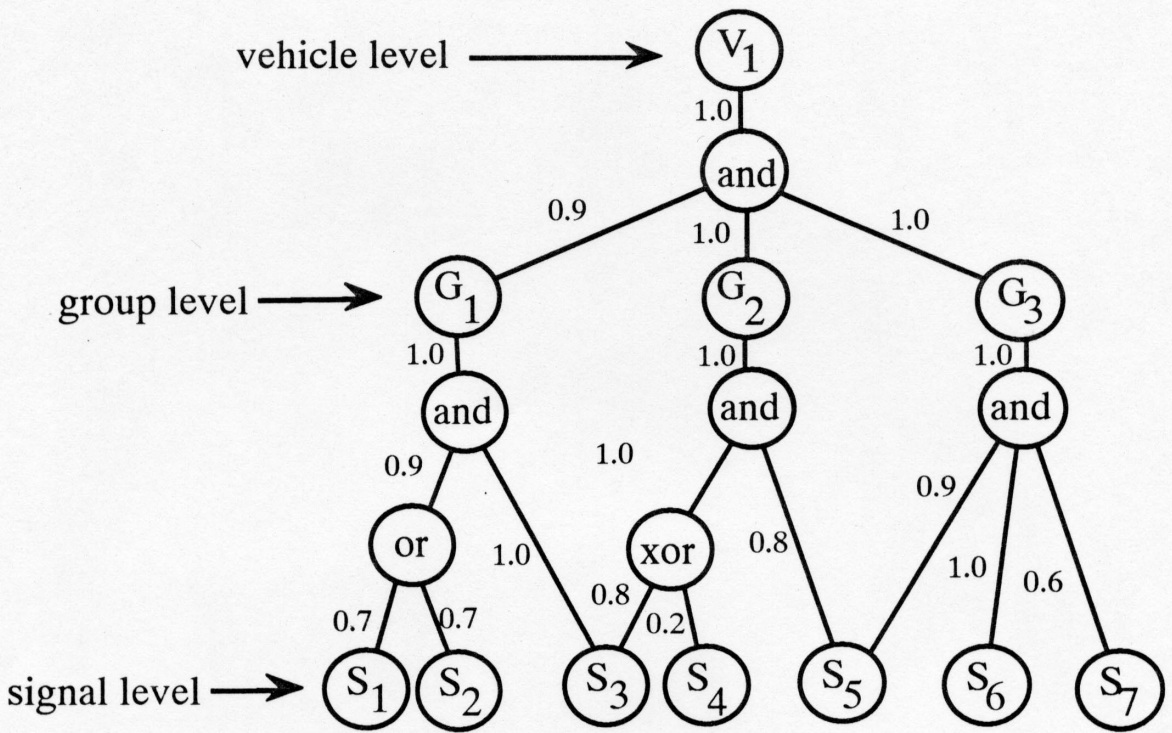 vehicle level
V1
1.0
and
0.9
1.0
1.0
group level
G1
G2
G3
1.0
1.0
1.0
and
and
and
0.9
1.0
0.9
or
xor
1.0
0.8
1.0
0.6
0.7
0.7
0.8
0.2
signal level
S1
S2
S3
S4
S5
S6
S7